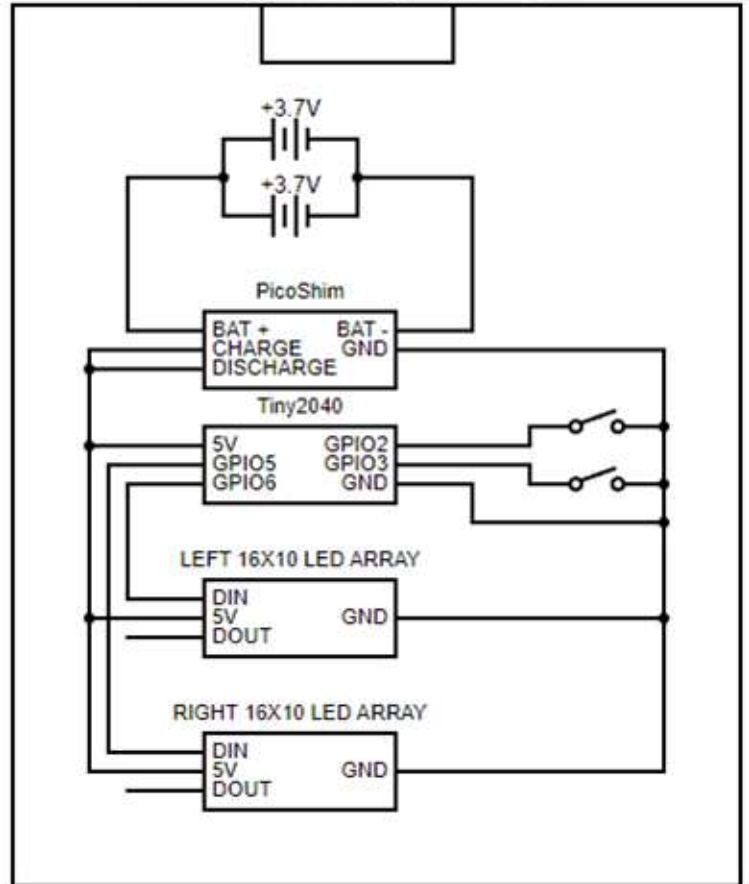 +3.7V
+3.7V
PicoShim
BAT + BAT -
CHARGE GND
DISCHARGE
Tiny2040
5V GPIO2
GPIO5 GPIO3
GPIO6 GND
LEFT 16X10 LED ARRAY
DIN
5V GND
DOUT
RIGHT 16X10 LED ARRAY
DIN
5V GND
DOUT